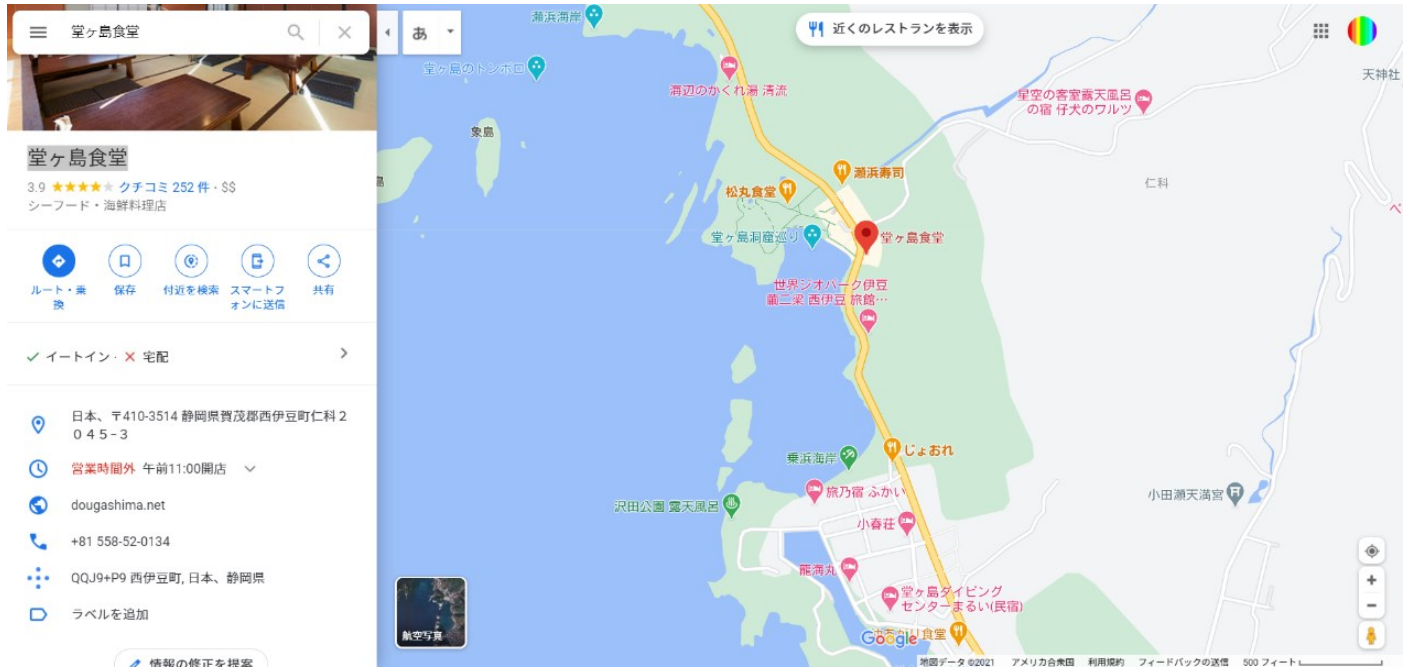 堂ヶ島食堂
堂ヶ島食堂
3.9 ★★★★★ クチコミ 252 件 · $$
シーフード・海鮮料理店
ルート・乗
換
保存
付近を検索
スマートフ
ォンに送信
共有
✓ イートイン · ✕ 宅配
日本、〒410-3514 静岡県賀茂郡西伊豆町仁科2
045−3
営業時間外 午前11:00開店
dougashima.net
+81 558-52-0134
QQJ9+P9 西伊豆町, 日本、静岡県
ラベルを追加
情報の修正を提案
あ
近くのレストランを表示
瀬浜海岸
堂ヶ島のトンボロ
海辺のかくれ湯 清流
天神社
星空の客室露天風呂
の宿 仔犬のワルツ
象島
島
瀬浜寿司
松丸食堂
仁科
堂ヶ島洞窟巡り
堂ヶ島食堂
世界ジオパーク伊豆
蘭二梁 西伊豆 旅館…
じょおれ
乗浜海岸
旅乃宿 ふかい
沢田公園 露天風呂
小田瀬天満宮
小春荘
龍海丸
堂ヶ島ダイビング
センターまるい(民宿)
食堂
Google
航空写真
地図データ ©2021 アメリカ合衆国 利用規約 フィードバックの送信 500 フィート